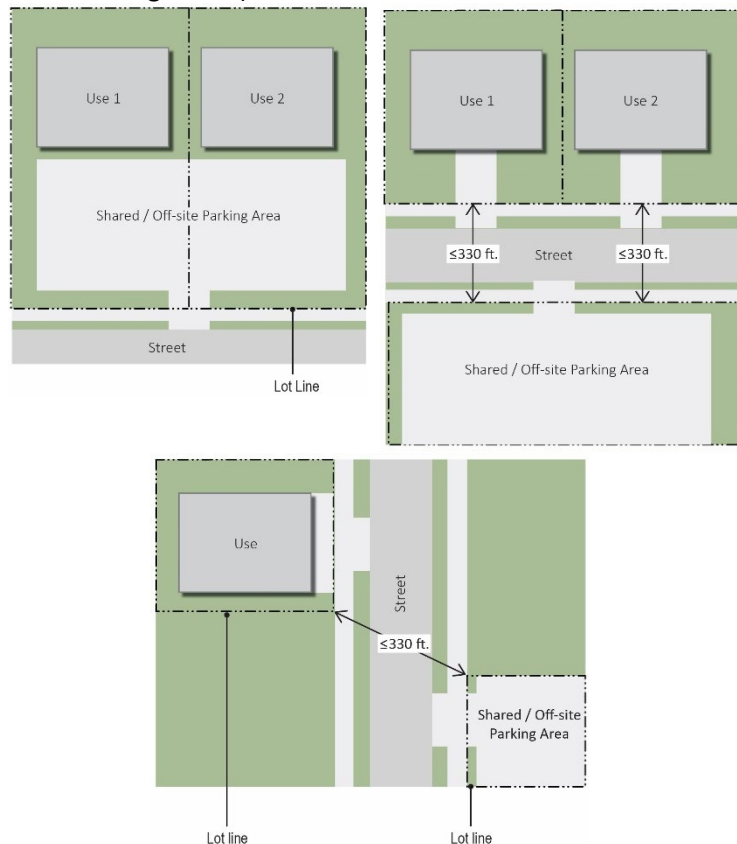 Use 1
Use 2
Shared / Off-site Parking Area
Street
Lot Line
Use 1
Use 2
≤330 ft.
Street
≤330 ft.
Shared / Off-site Parking Area
Use
Street
≤330 ft.
Shared / Off-site
Parking Area
Lot line
Lot line